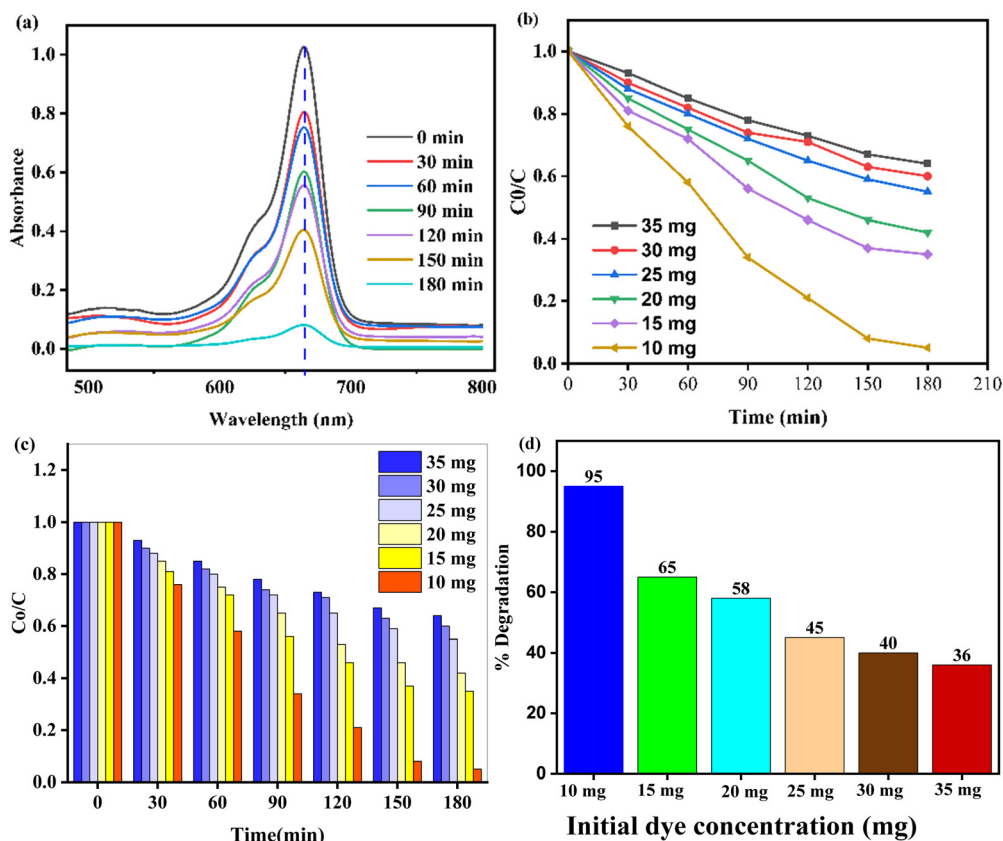 (a)
Absorbance
1.0
0.8
0.6
0.4
0.2
0.0
0 min
30 min
60 min
90 min
120 min
150 min
180 min
500
600
700
800
Wavelength (nm)
(b)
C0/C
1.0
0.8
0.6
0.4
0.2
0.0
35 mg
30 mg
25 mg
20 mg
15 mg
10 mg
0
30
60
90
120
150
180
210
Time (min)
(c)
Co/C
1.2
1.0
0.8
0.6
0.4
0.2
0.0
35 mg
30 mg
25 mg
20 mg
15 mg
10 mg
0
30
60
90
120
150
180
Time(min)
(d)
% Degradation
100
80
60
40
20
0
95
65
58
45
40
36
10 mg
15 mg
20 mg
25 mg
30 mg
35 mg
Initial dye concentration (mg)